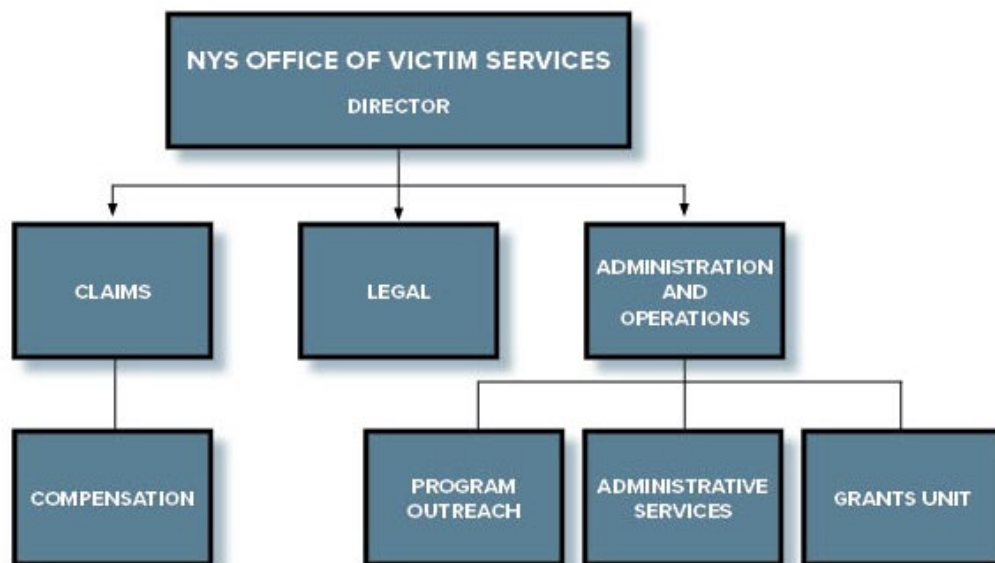 NYS OFFICE OF VICTIM SERVICES
DIRECTOR
CLAIMS
LEGAL
ADMINISTRATION
AND
OPERATIONS
COMPENSATION
PROGRAM
OUTREACH
ADMINISTRATIVE
SERVICES
GRANTS UNIT